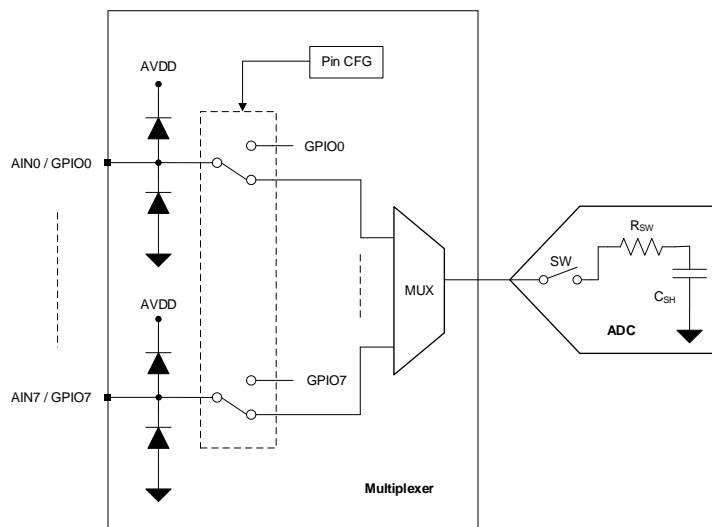 Pin CFG
AVDD
GPIO0
AIN0 / GPIO0
MUX
SW
RSW
CSH
ADC
AVDD
GPIO7
AIN7 / GPIO7
Multiplexer